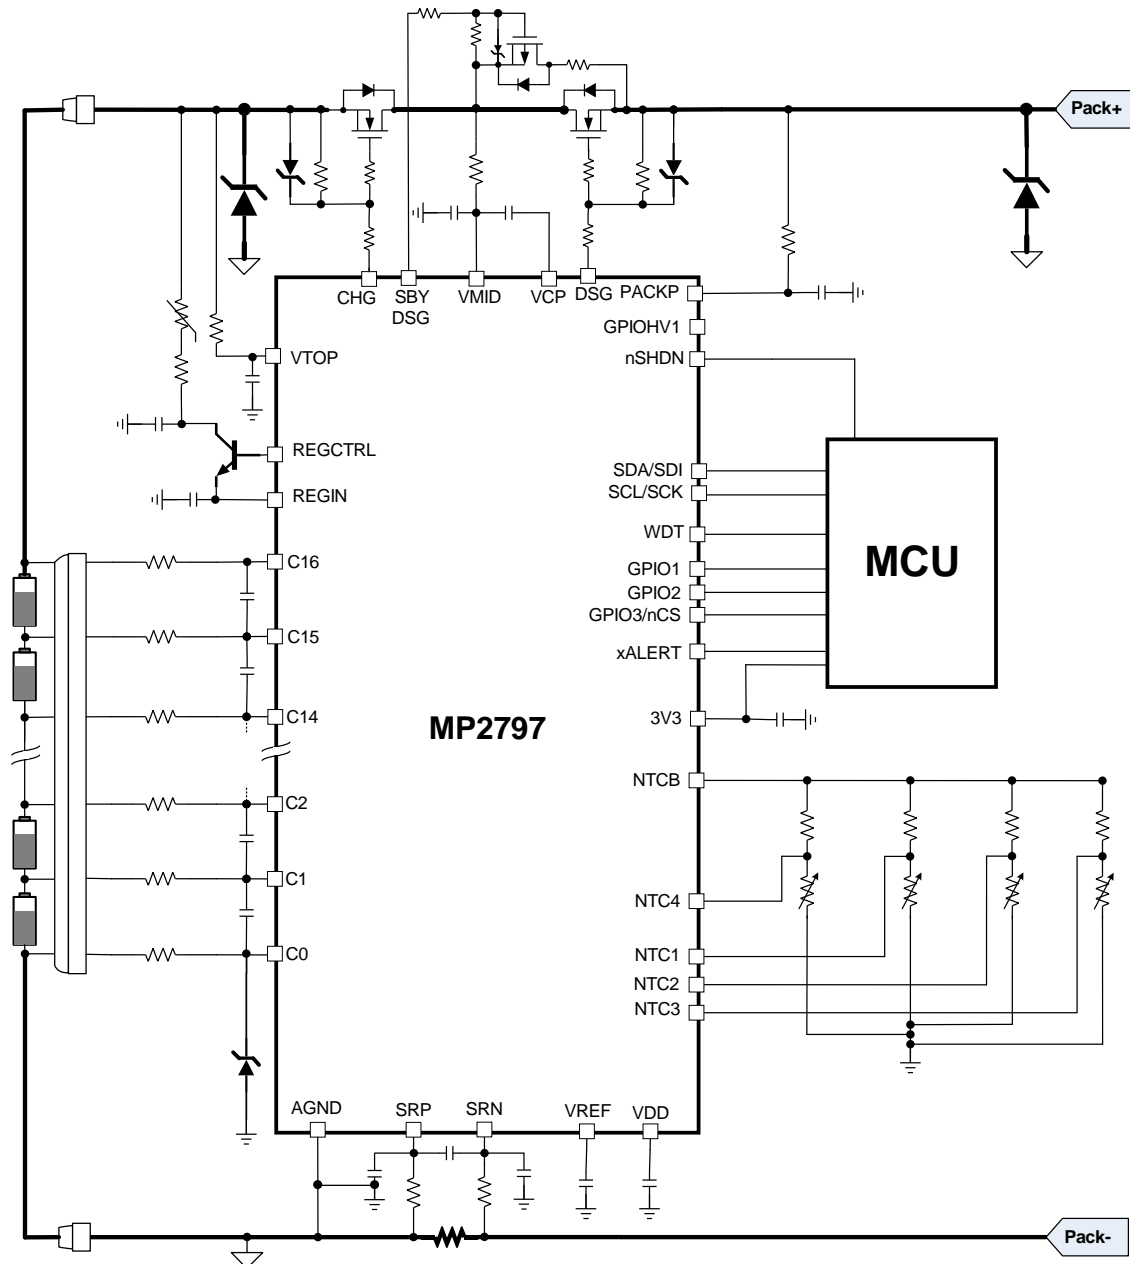 Pack+
CHG
SBY
DSG
VMID
VCP
DSG
PACKP
GPIOHV1
nSHDN
VTOP
REGCTRL
REGIN
SDA/SDI
SCL/SCK
WDT
GPIO1
GPIO2
GPIO3/nCS
xALERT
3V3
MCU
C16
C15
C14
MP2797
NTCB
C2
C1
C0
NTC4
NTC1
NTC2
NTC3
AGND
SRP
SRN
VREF
VDD
Pack-